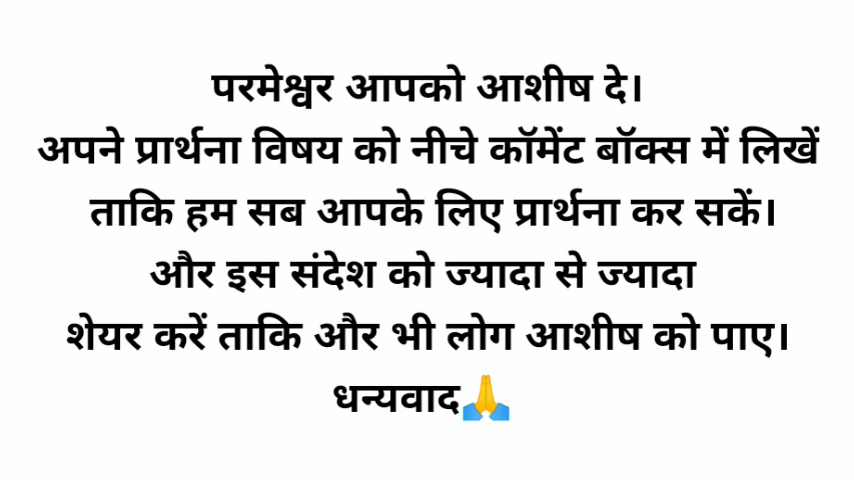 परमेश्वर आपको आशीष दे।
अपने प्रार्थना विषय को नीचे कॉमेंट बॉक्स में लिखें
ताकि हम सब आपके लिए प्रार्थना कर सकें।
और इस संदेश को ज्यादा से ज्यादा
शेयर करें ताकि और भी लोग आशीष को पाए।
धन्यवाद🙏